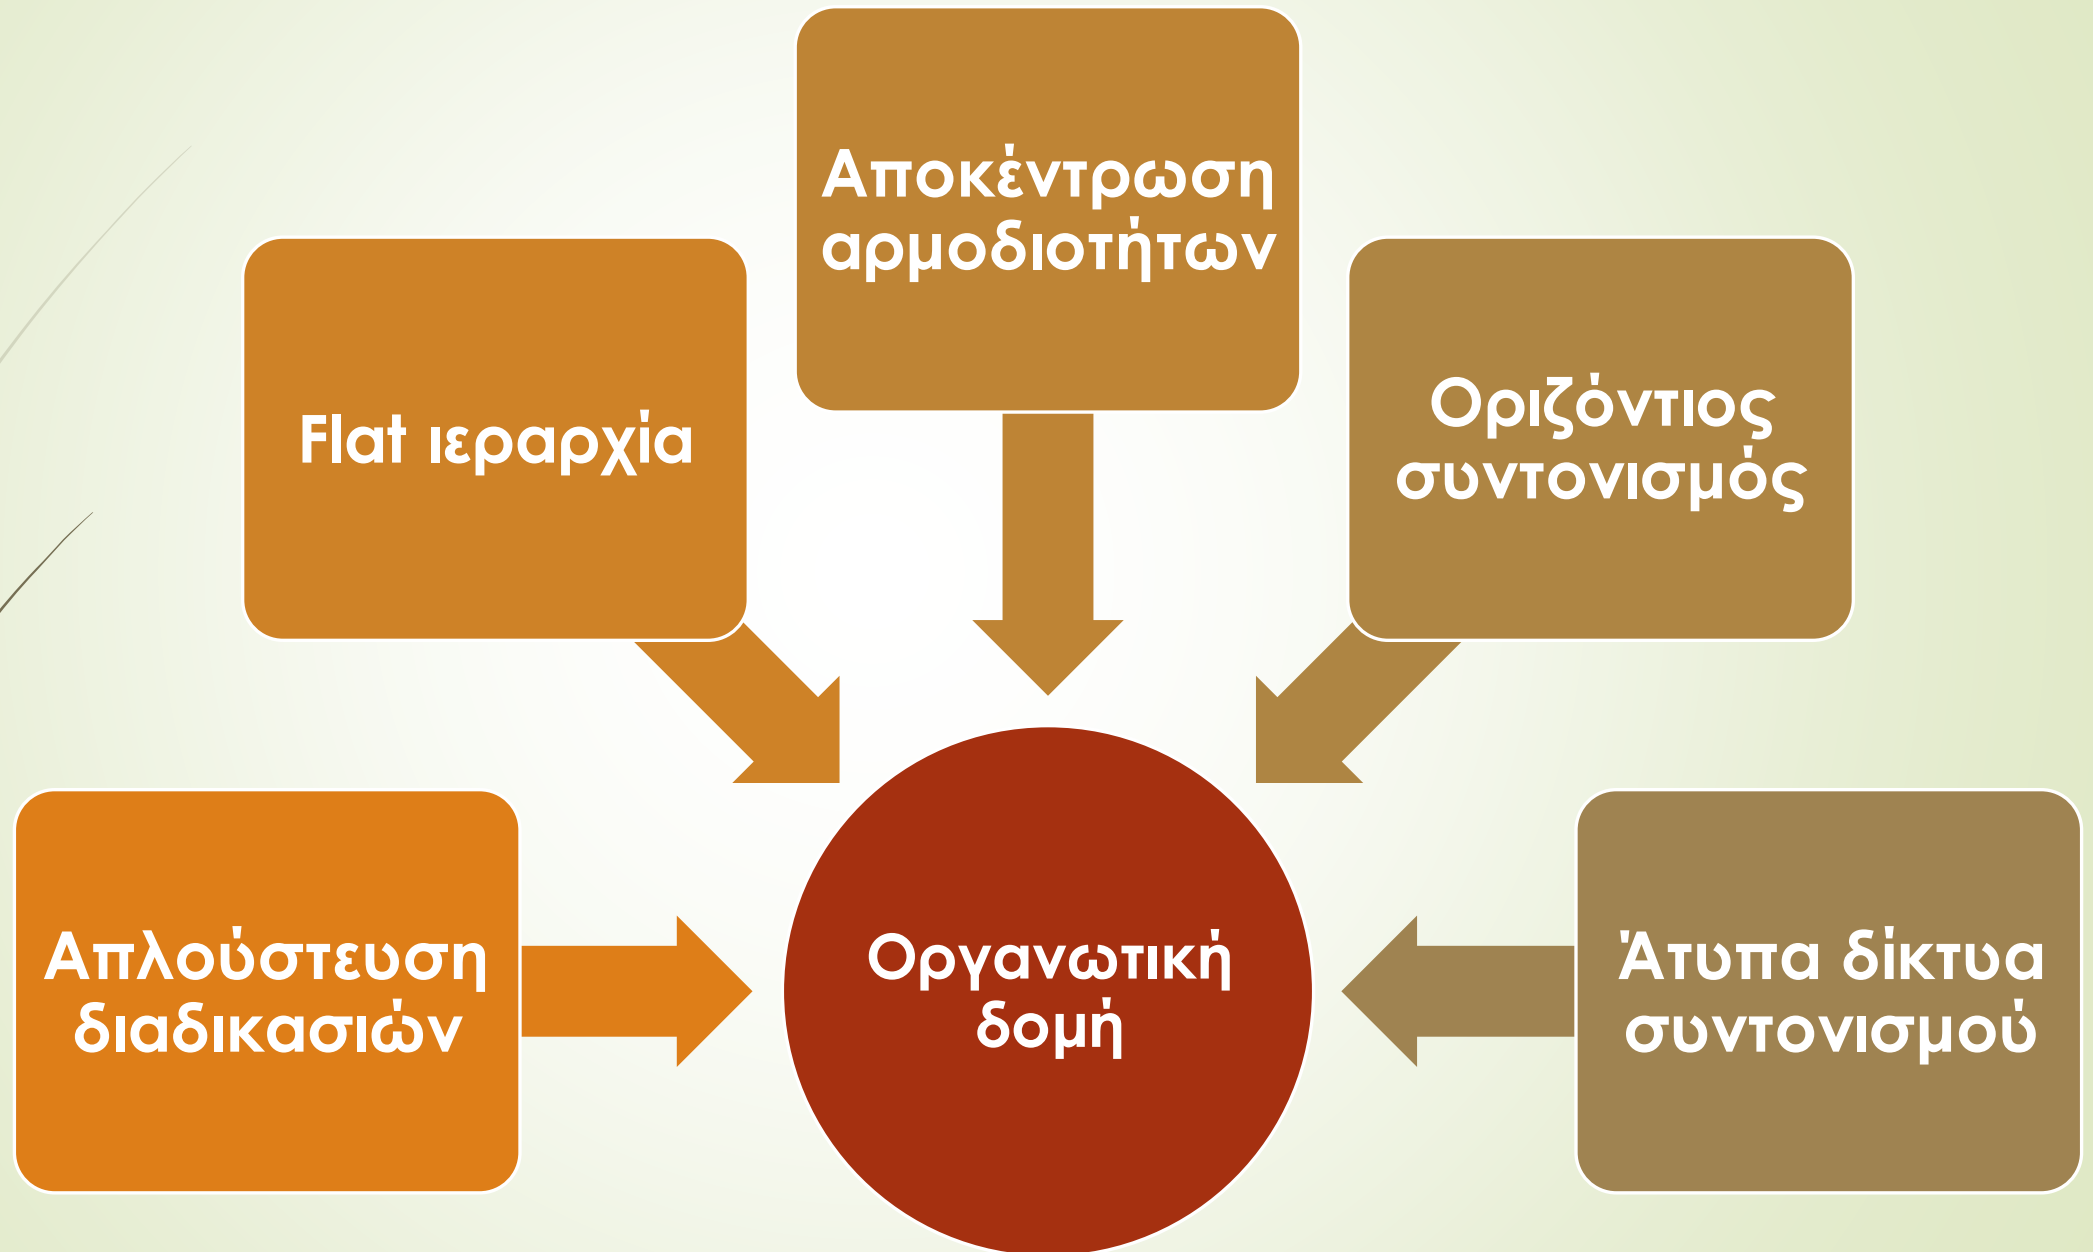 Αποκέντρωση
αρμοδιοτήτων
Flat ιεραρχία
Οριζόντιος
συντονισμός
Απλούστευση
διαδικασιών
Οργανωτική
δομή
Άτυπα δίκτυα
συντονισμού